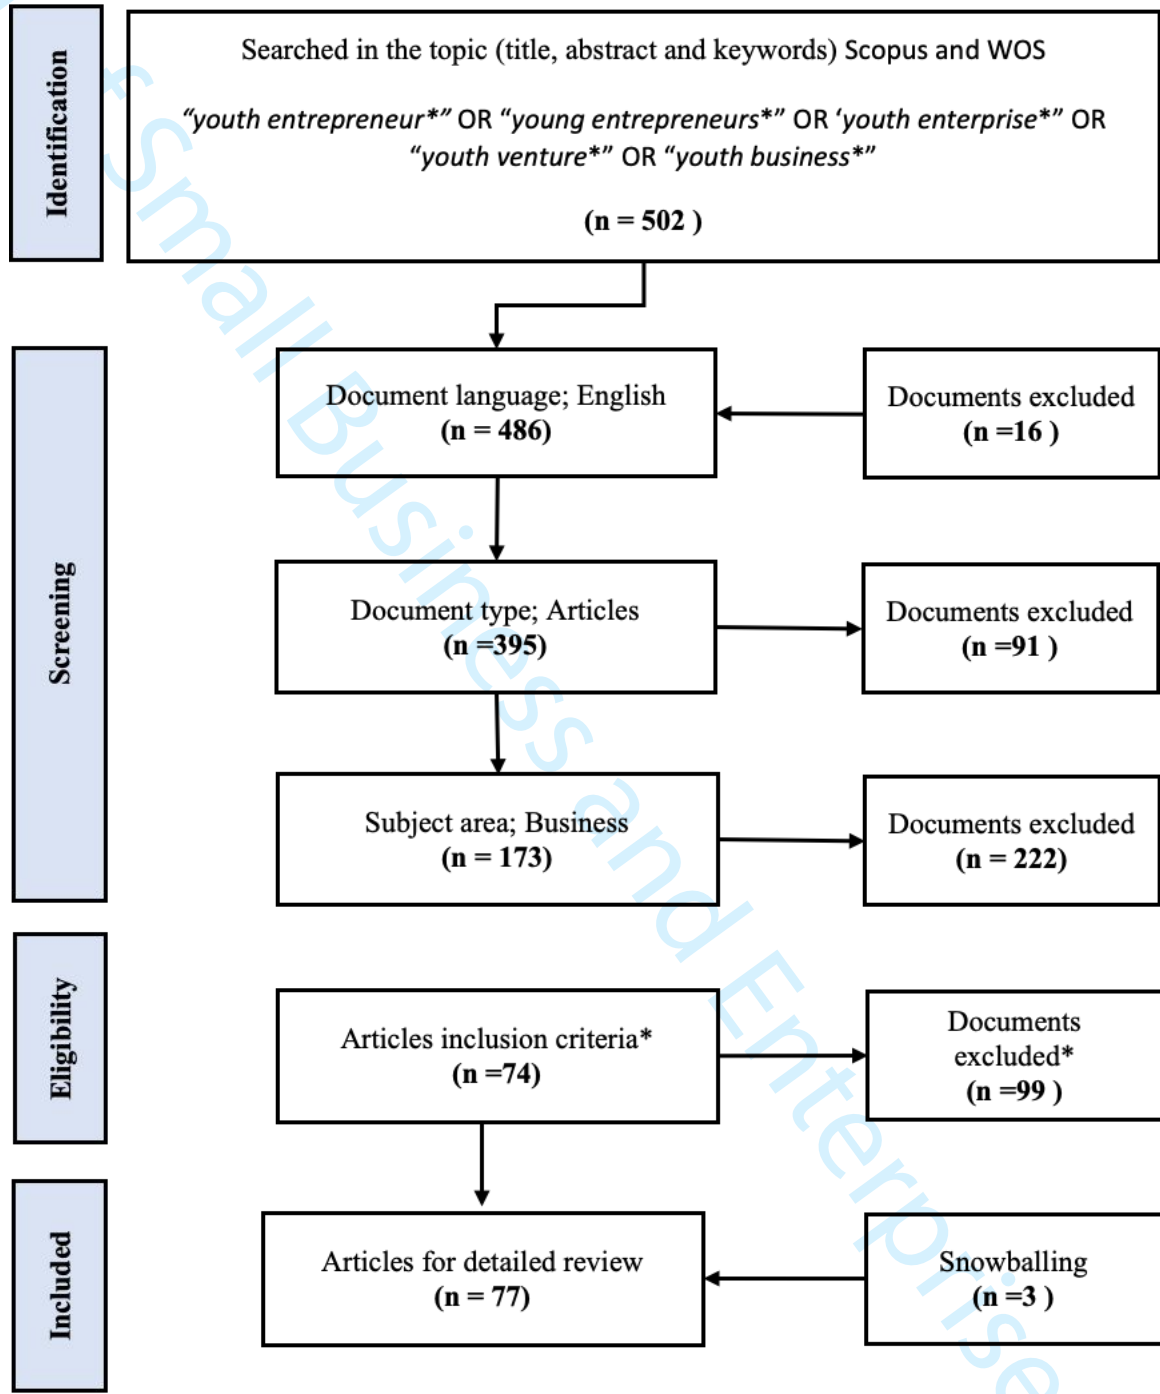 Identification
Searched in the topic (title, abstract and keywords) Scopus and WOS
“youth entrepreneur*” OR “young entrepreneurs*” OR ‘youth enterprise*” OR
“youth venture*” OR “youth business*”
(n = 502 )
Screening
Document language; English
(n = 486)
Documents excluded
(n =16 )
Document type; Articles
(n =395)
Documents excluded
(n =91 )
Subject area; Business
(n = 173)
Documents excluded
(n = 222)
Eligibility
Articles inclusion criteria*
(n =74)
Documents
excluded*
(n =99 )
Included
Articles for detailed review
(n = 77)
Snowballing
(n =3 )
f Small Business and Enterprise